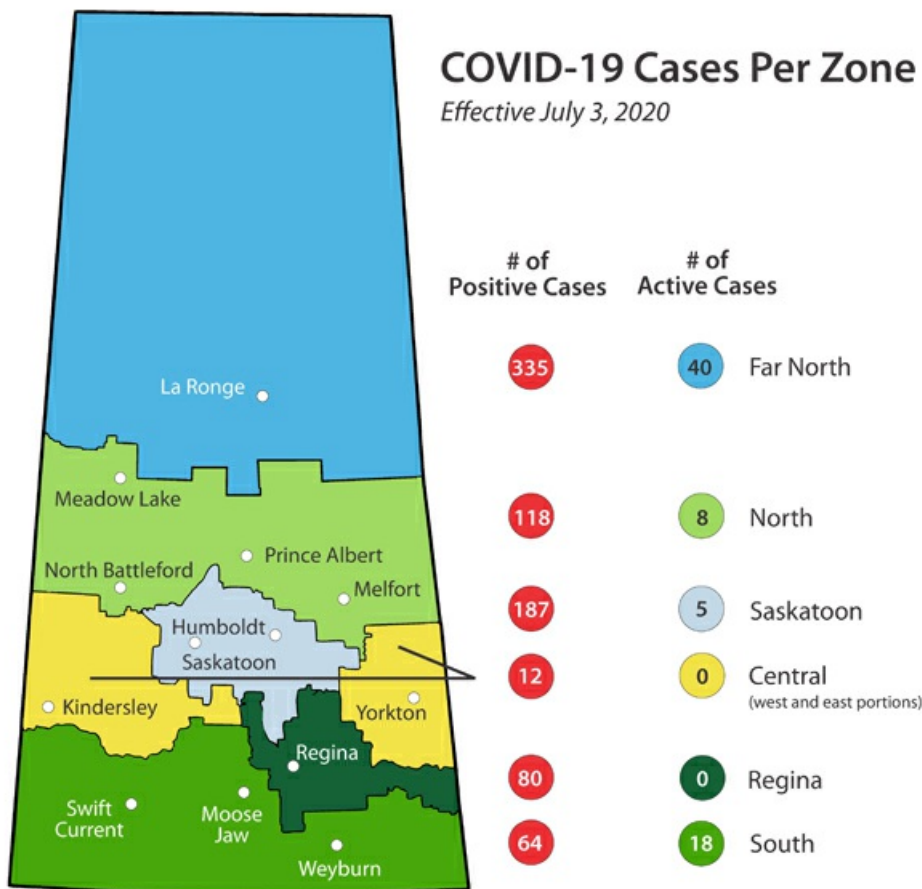 COVID-19 Cases Per Zone
Effective July 3, 2020
# of
Positive Cases
# of
Active Cases
335
40
Far North
118
8
North
187
5
Saskatoon
12
0
Central
(west and east portions)
80
0
Regina
64
18
South
La Ronge
Meadow Lake
Prince Albert
North Battleford
Melfort
Humboldt
Saskatoon
Kindersley
Yorkton
Regina
Swift
Current
Moose
Jaw
Weyburn